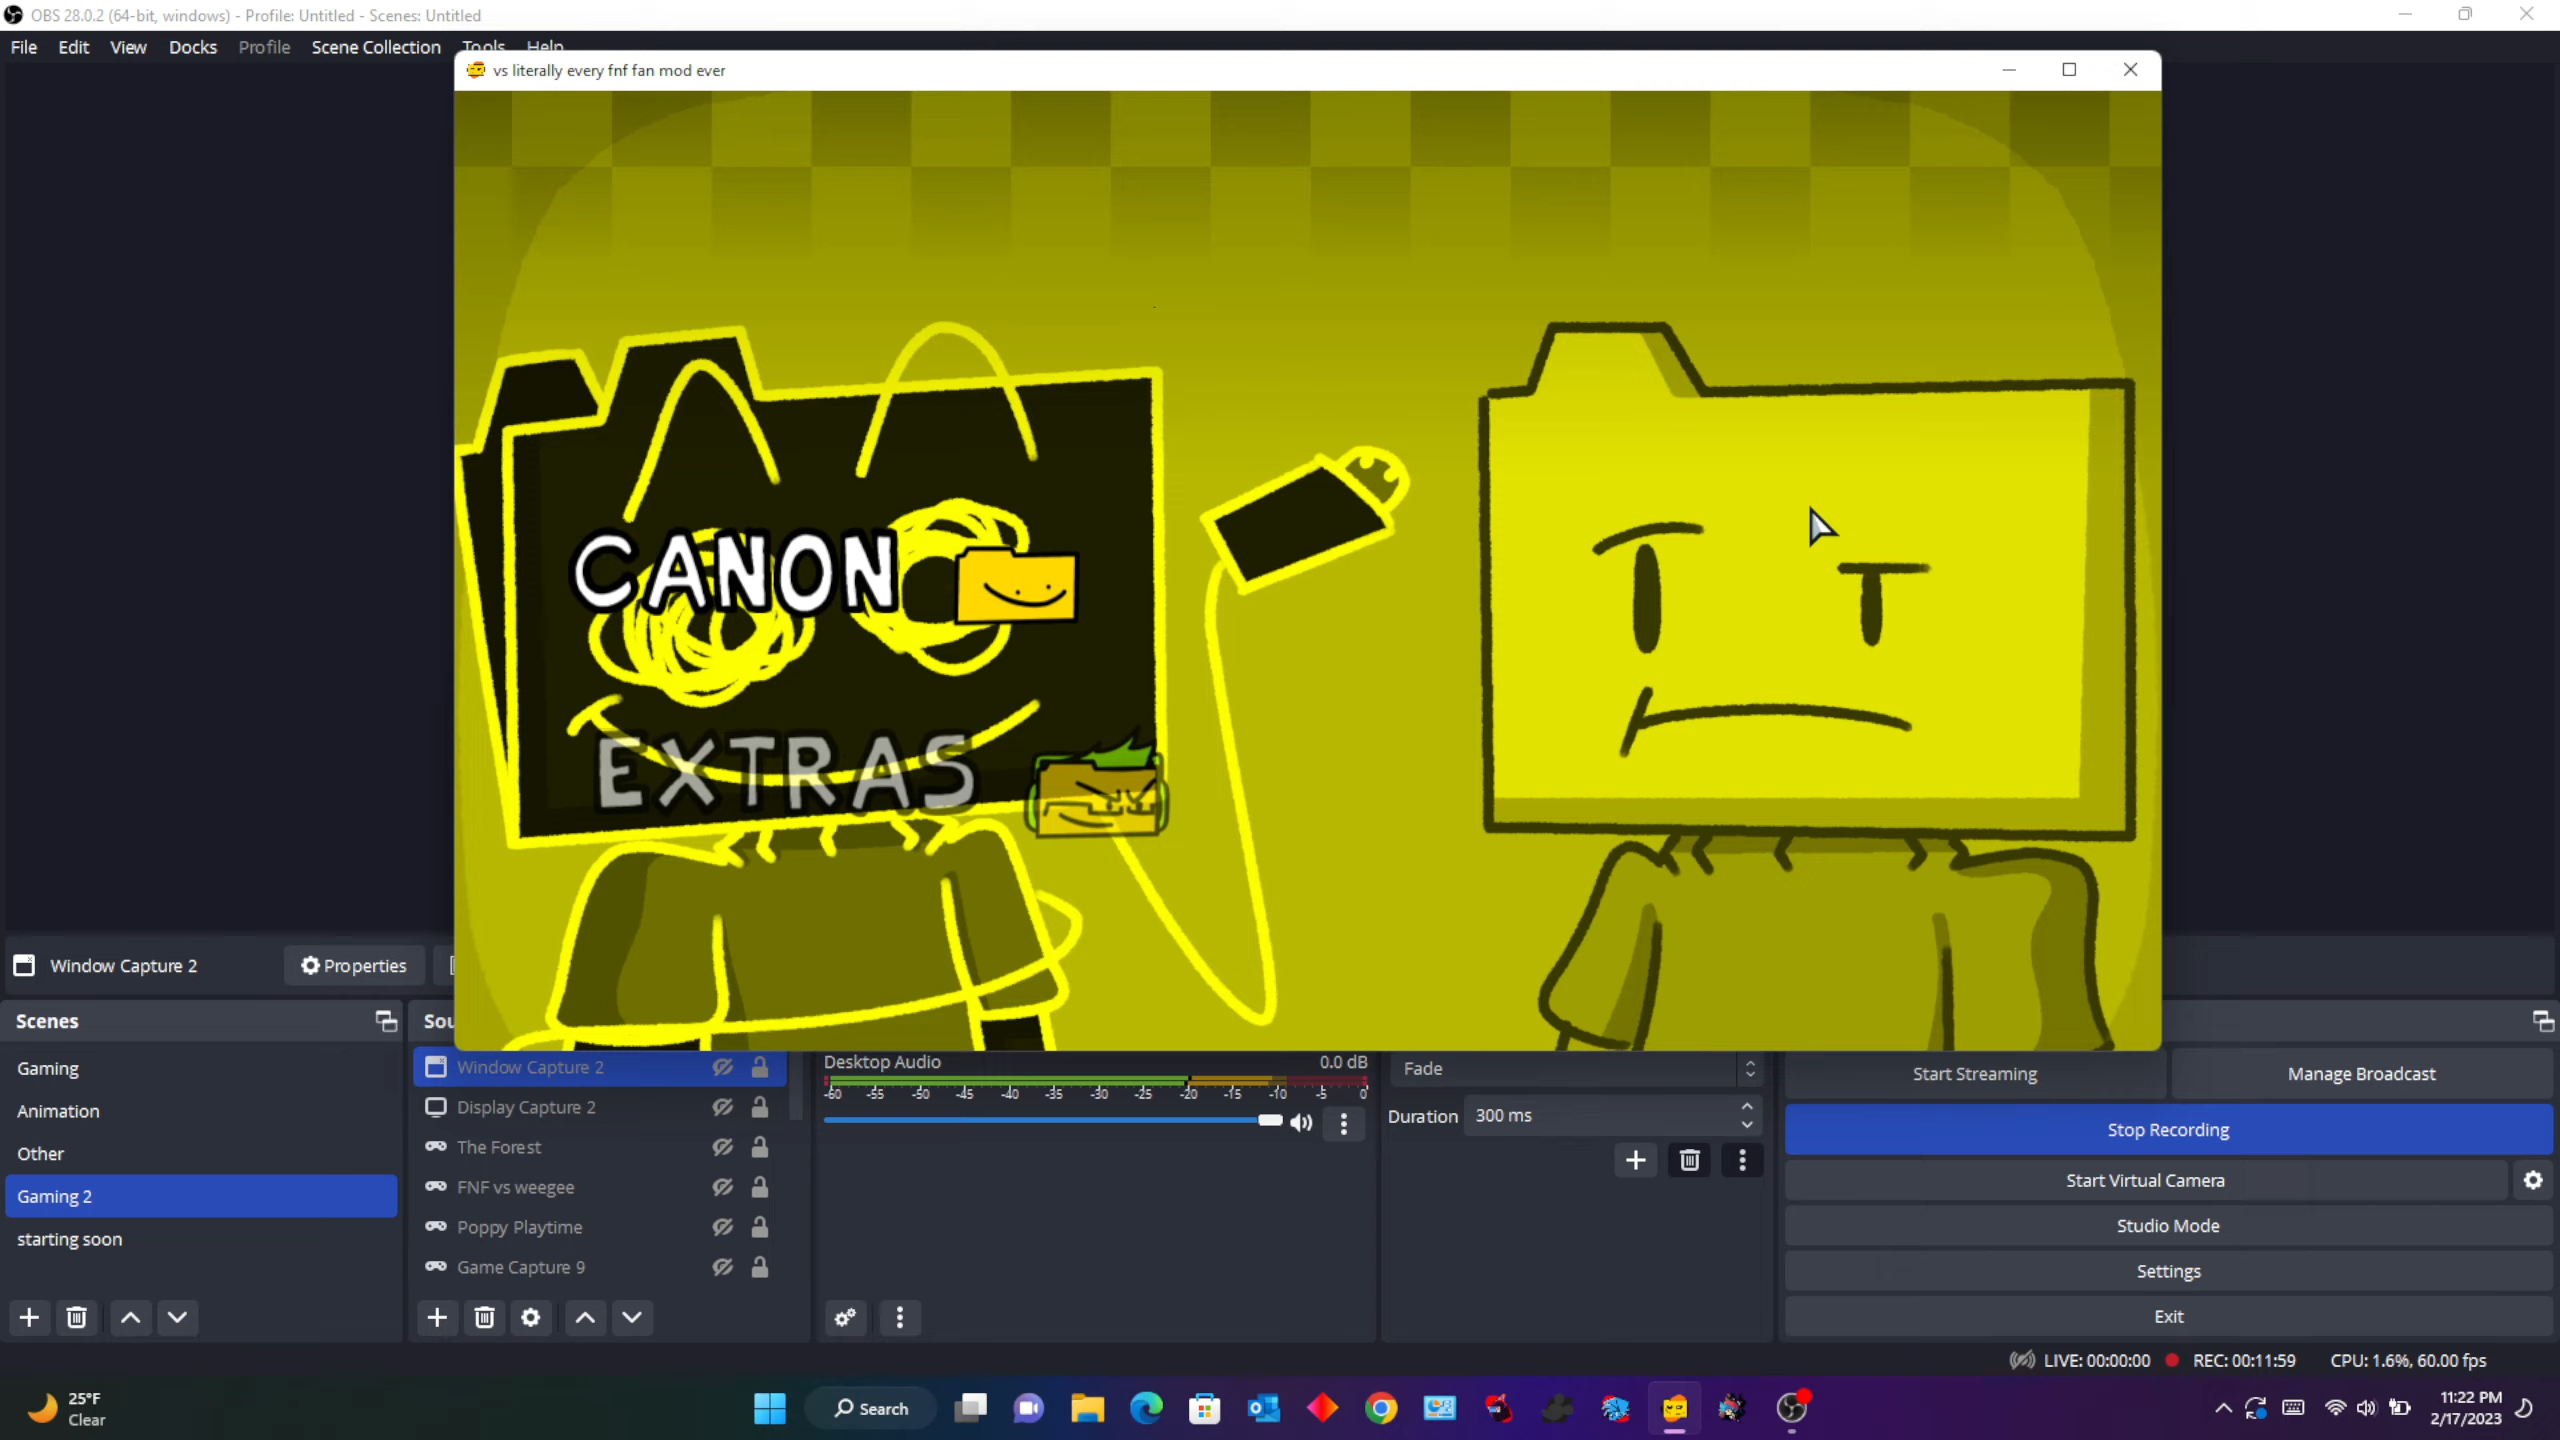 OBS 28.0.2 (64-bit, windows) - Profile: Untitled - Scenes: Untitled
File Edit View Docks Profile Scene Collection Tools Help
vs literally every fnf fan mod ever
CANON
EXTRAS
Window Capture 2
Properties
Scenes
Sou
Gaming
Animation
Other
Gaming 2
starting soon
Window Capture 2
Display Capture 2
The Forest
FNF vs weegee
Poppy Playtime
Game Capture 9
Desktop Audio 0.0 dB
-60 -55 -50 -45 -40 -35 -30 -25 -20 -15 -10 -5 0
Fade
Duration 300 ms
Start Streaming
Manage Broadcast
Stop Recording
Start Virtual Camera
Studio Mode
Settings
Exit
LIVE: 00:00:00 REC: 00:11:59 CPU: 1.6%, 60.00 fps
25°F
Clear
Search
11:22 PM
2/17/2023